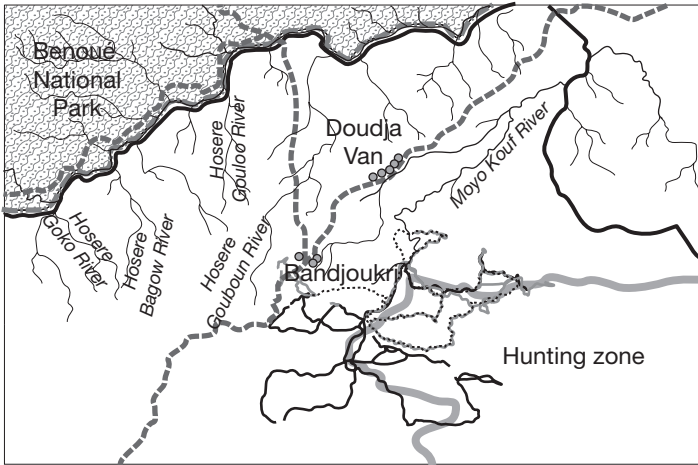 Benoue
National
Park
Doudja
Van
Moyo Kouf River
Hosere
Gouloo River
Hosere
Goko River
Hosere
Bagow River
Hosere
Gouboun River
Bandjoukri
Hunting zone